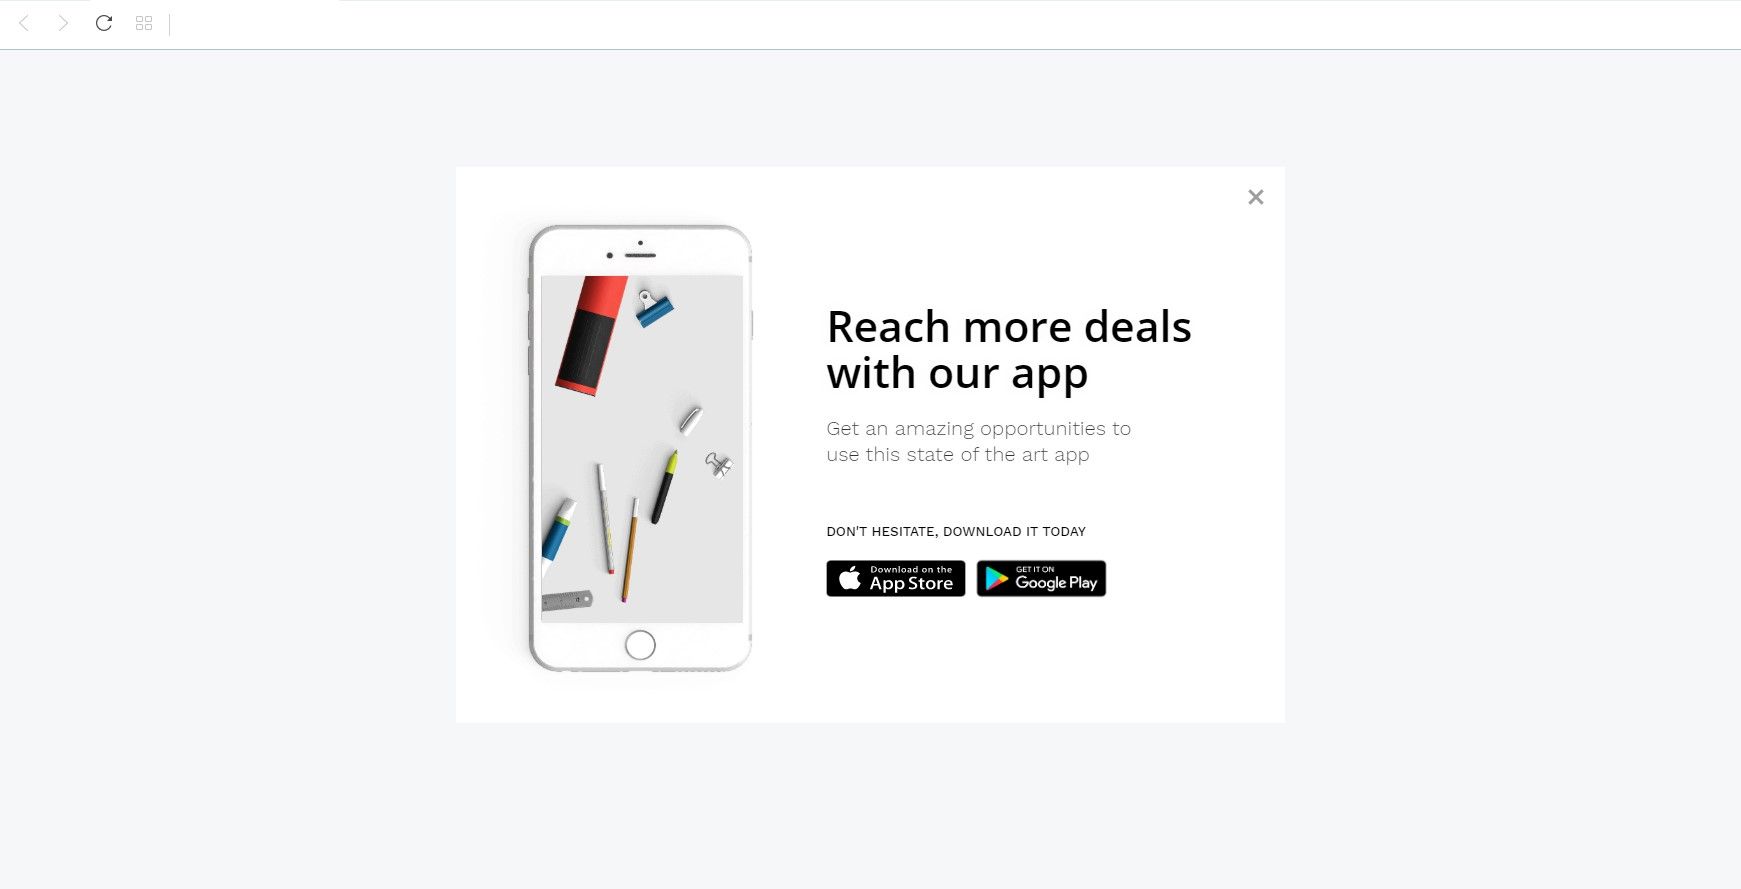 Reach more deals
with our app
Get an amazing opportunities to
use this state of the art app
DON'T HESITATE, DOWNLOAD IT TODAY
Download on the
App Store
GET IT ON
Google Play